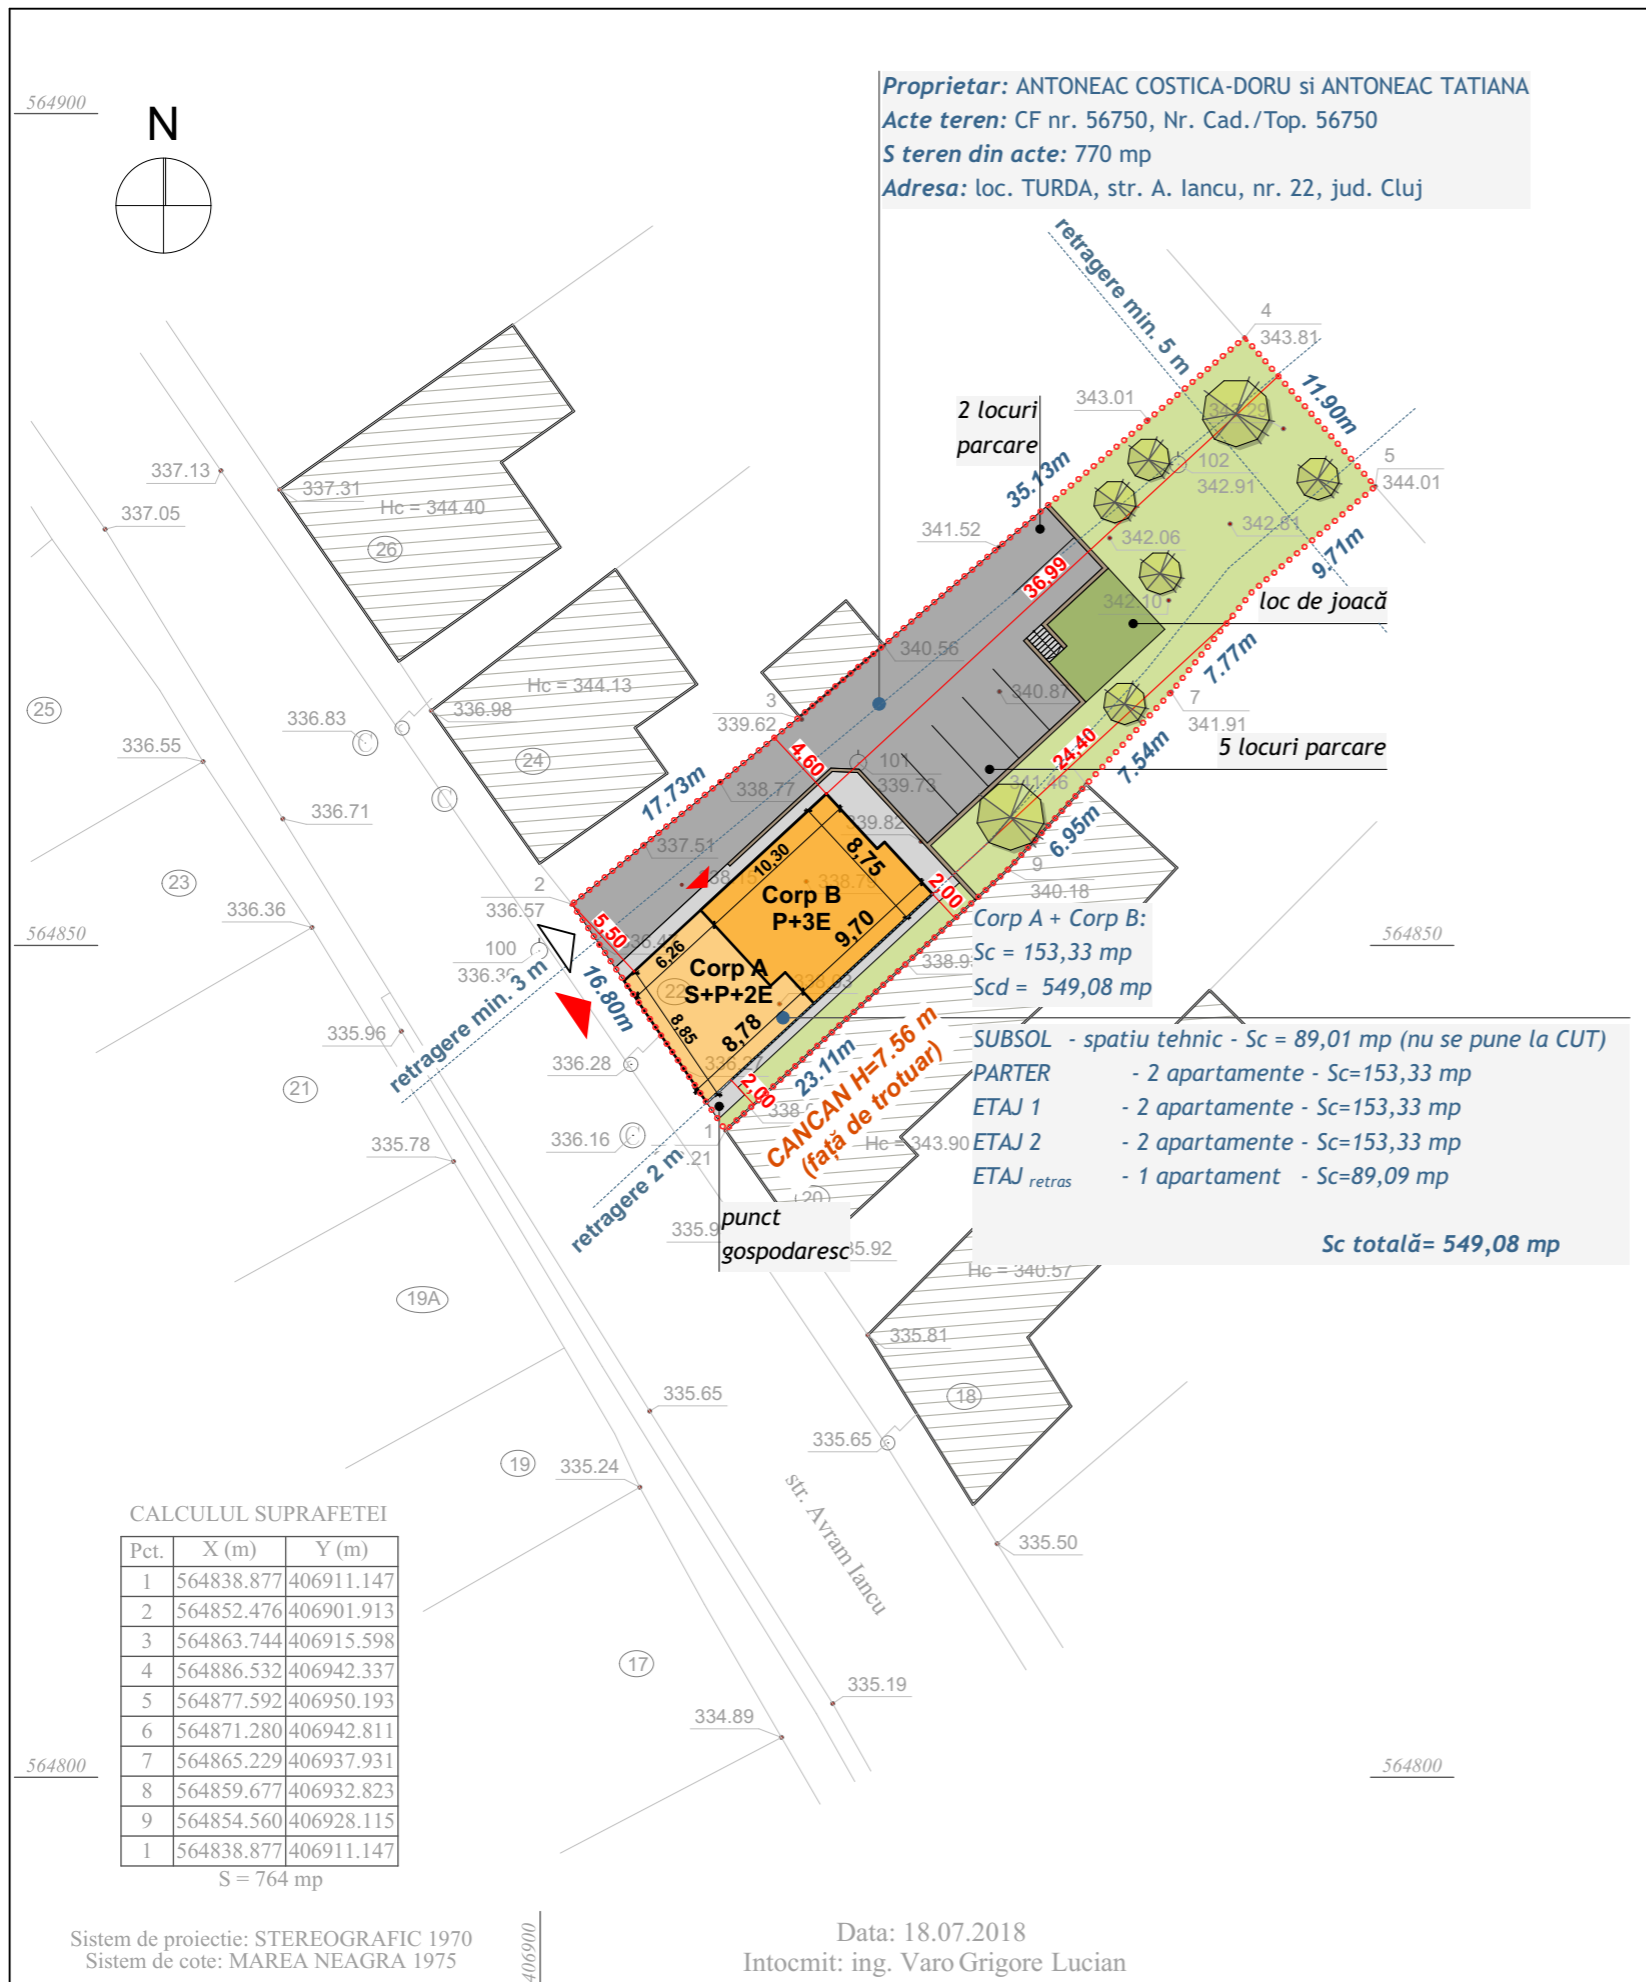 Proprietar: ANTONEAC COSTICA-DORU si ANTONEAC TATIANA
Acte teren: CF nr. 56750, Nr. Cad./Top. 56750
S teren din acte: 770 mp
Adresa: loc. TURDA, str. A. Iancu, nr. 22, jud. Cluj
564900
N
retragere min. 5 m
4
343.81
11.90m
343.01
2 locuri
parcare
35.13m
102
342.91
5
344.01
337.13
337.31
Hc = 344.40
26
337.05
341.52
342.06
342.81
9.71m
36,99
342.10
loc de joacă
340.56
Hc = 344.13
336.98
336.83
24
25
336.55
3
339.62
340.87
7.77m
7
341.91
4,60
101
339.73
24,40
7.54m
5 locuri parcare
341.46
17.73m
338.77
336.71
337.51
339.82
6.95m
9
340.18
10,30
8,75
23
2
336.57
336.36
Corp B
P+3E
2,00
9,70
5,50
6,26
100
564850
564850
Corp A + Corp B:
Sc = 153,33 mp
Scd = 549,08 mp
Corp A
S+P+2E
22
retragere min. 3 m
16.80m
8,85
8,78
335.96
336.28
336.27
21
23.11m
CANCAN H=7.56 m
(față de trotuar)
SUBSOL - spatiu tehnic - Sc = 89,01 mp (nu se pune la CUT)
PARTER - 2 apartamente - Sc=153,33 mp
ETAJ 1 - 2 apartamente - Sc=153,33 mp
ETAJ 2 - 2 apartamente - Sc=153,33 mp
ETAJ retras - 1 apartament - Sc=89,09 mp
Sc totală= 549,08 mp
2,00
336.16
1
Hc = 343.90
335.78
20
retragere 2 m
punct
gospodaresc
Hc = 340.57
19A
335.81
335.65
18
335.65
19
335.24
str. Avram Iancu
335.50
17
335.19
334.89
CALCULUL SUPRAFETEI
Pct. X (m) Y (m)
1 564838.877 406911.147
2 564852.476 406901.913
3 564863.744 406915.598
4 564886.532 406942.337
5 564877.592 406950.193
6 564871.280 406942.811
7 564865.229 406937.931
8 564859.677 406932.823
9 564854.560 406928.115
1 564838.877 406911.147
S = 764 mp
564800
564800
Sistem de proiectie: STEREOGRAFIC 1970
Sistem de cote: MAREA NEAGRA 1975
406900
Data: 18.07.2018
Intocmit: ing. Varo Grigore Lucian